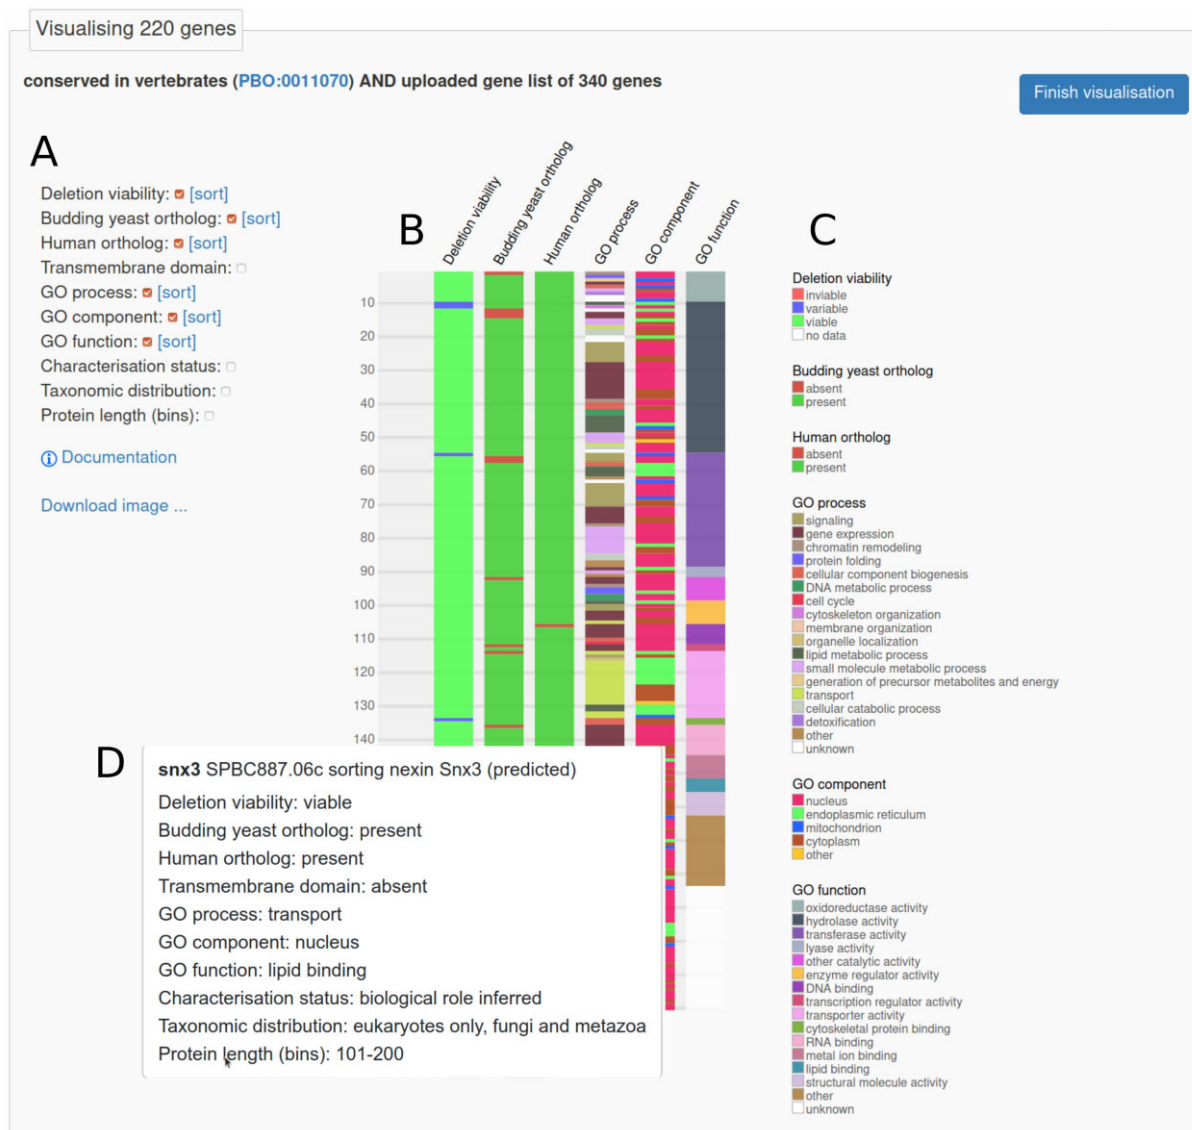 Visualising 220 genes
conserved in vertebrates (PBO:0011070) AND uploaded gene list of 340 genes
Finish visualisation
A
Deletion viability: [sort]
Budding yeast ortholog: [sort]
Human ortholog: [sort]
Transmembrane domain:
GO process: [sort]
GO component: [sort]
GO function: [sort]
Characterisation status:
Taxonomic distribution:
Protein length (bins):
Documentation
Download image ...
B
Deletion viability
Budding yeast ortholog
Human ortholog
GO process
GO component
GO function
10
20
30
40
50
60
70
80
90
100
110
120
130
140
C
Deletion viability
inviable
variable
viable
no data
Budding yeast ortholog
absent
present
Human ortholog
absent
present
GO process
signaling
gene expression
chromatin remodeling
protein folding
cellular component biogenesis
DNA metabolic process
cell cycle
cytoskeleton organization
membrane organization
organelle localization
lipid metabolic process
small molecule metabolic process
generation of precursor metabolites and energy
transport
cellular catabolic process
detoxification
other
unknown
GO component
nucleus
endoplasmic reticulum
mitochondrion
cytoplasm
other
GO function
oxidoreductase activity
hydrolase activity
transferase activity
lyase activity
other catalytic activity
enzyme regulator activity
DNA binding
transcription regulator activity
transporter activity
cytoskeletal protein binding
RNA binding
metal ion binding
lipid binding
structural molecule activity
other
unknown
D
snx3 SPBC887.06c sorting nexin Snx3 (predicted)
Deletion viability: viable
Budding yeast ortholog: present
Human ortholog: present
Transmembrane domain: absent
GO process: transport
GO component: nucleus
GO function: lipid binding
Characterisation status: biological role inferred
Taxonomic distribution: eukaryotes only, fungi and metazoa
Protein length (bins): 101-200